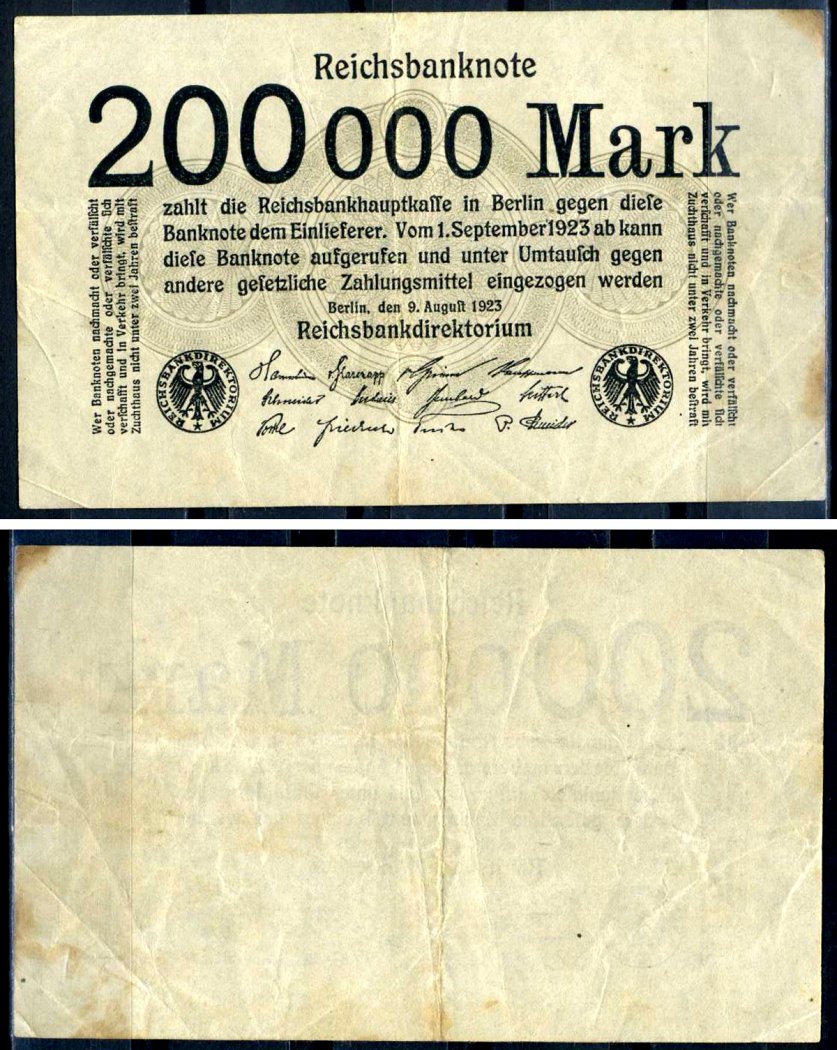 Reichsbanknote
200000 Mark
zahlt die Reichsbankhauptkaſſe in Berlin gegen dieſe
Banknote dem Einlieferer. Vom 1. September 1923 ab kann
dieſe Banknote aufgerufen und unter Umtauſch gegen
andere geſetzliche Zahlungsmittel eingezogen werden
Berlin, den 9. Auguſt 1923
Reichsbankdirektorium
Wer Banknoten nachmacht oder verfälſcht
oder nachgemachte oder verfälſchte ſich
verſchafft und in Verkehr bringt, wird mit
Zuchthaus nicht unter zwei Jahren beſtraft
REICHSBANKDIREKTORIUM
Kauffmann
Schneider
P. Schneider
REICHSBANKDIREKTORIUM
Wer Banknoten nachmacht oder verfälſcht
oder nachgemachte oder verfälſchte ſich
verſchafft und in Verkehr bringt, wird mit
Zuchthaus nicht unter zwei Jahren beſtraft